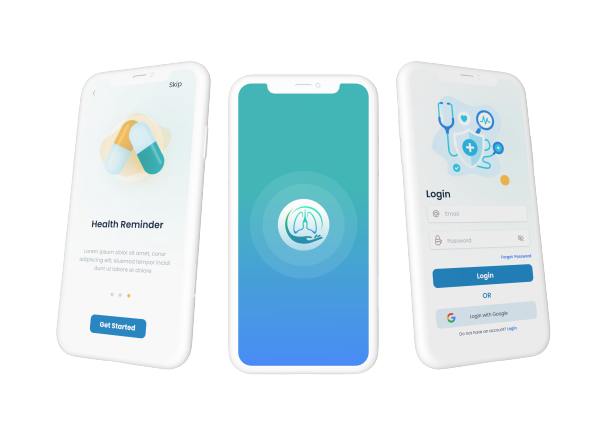 Skip
Health Reminder
Lorem ipsum dolor sit amet, conse
adipiscing elit, eiusmod tempor incidi
dunt ut labore et dolore
Get Started
Login
Email
Password
Forgot Password
Login
OR
Login with Google
Do not have an account? Login